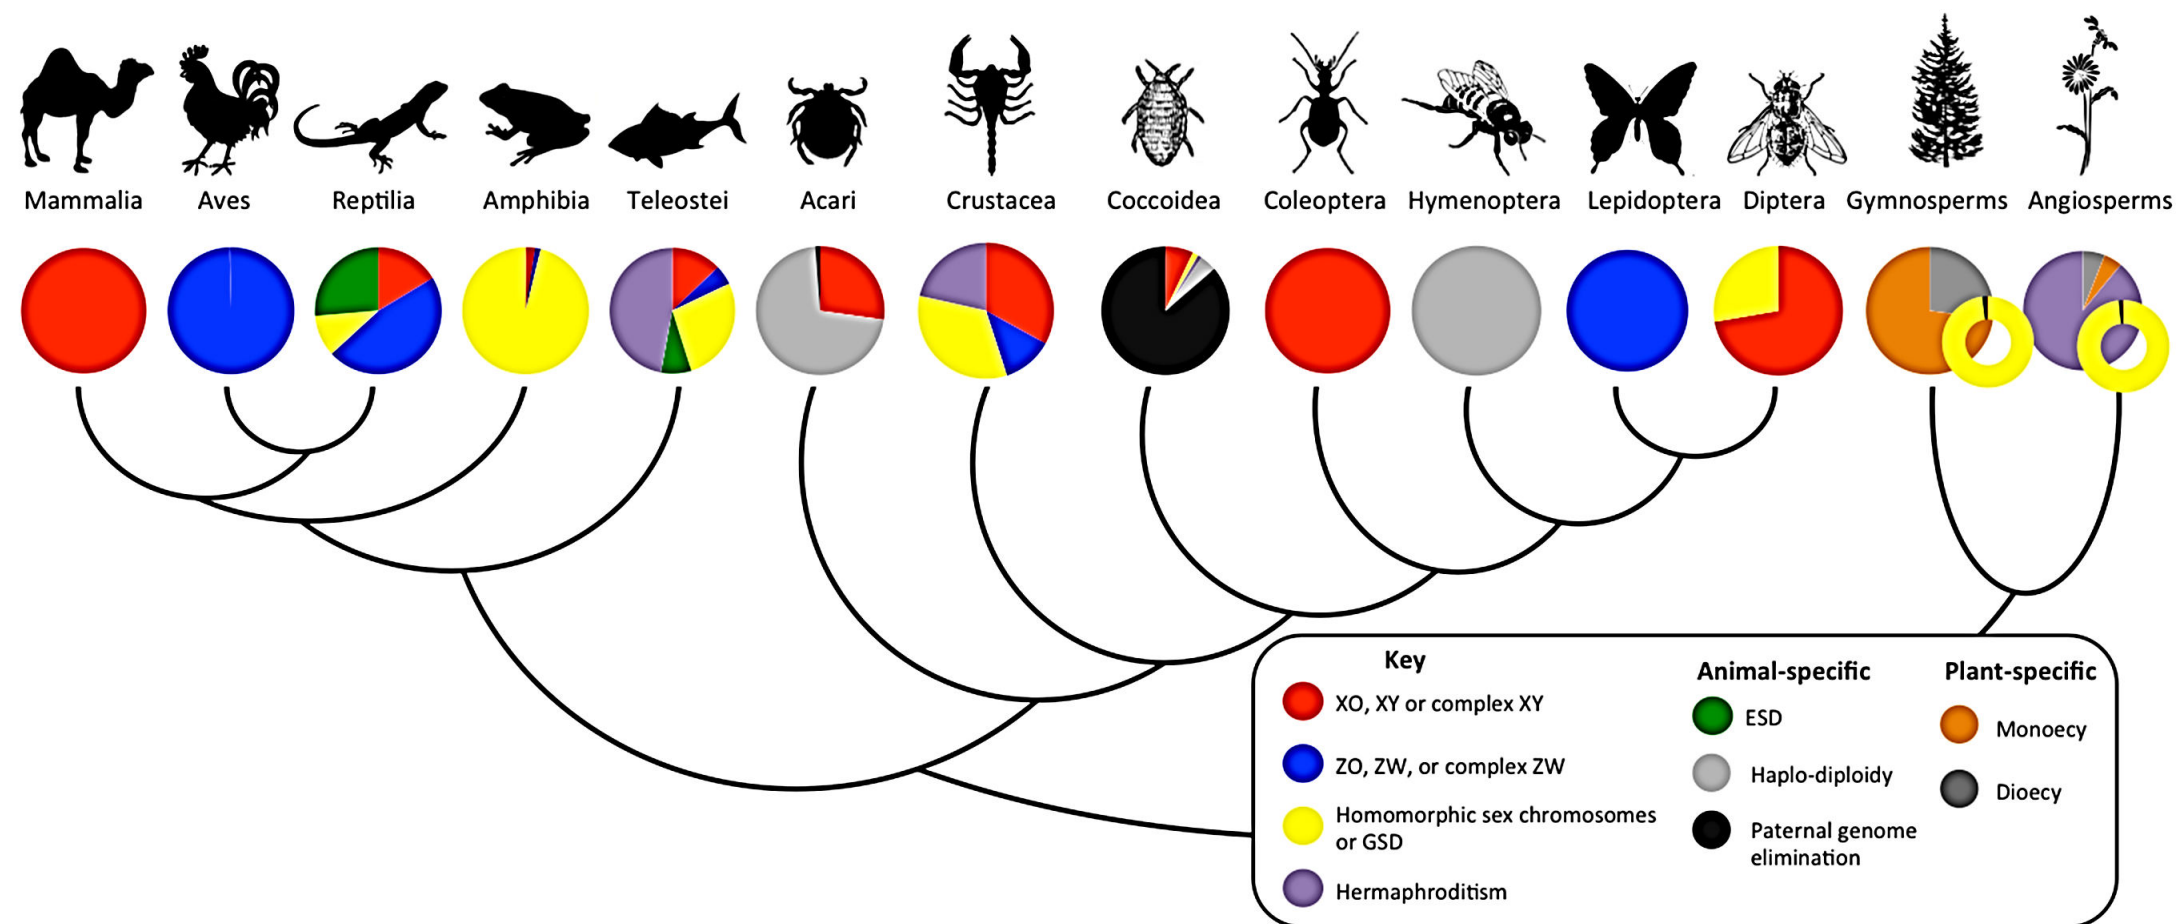 Mammalia
Aves
Reptilia
Amphibia
Teleostei
Acari
Crustacea
Coccoidea
Coleoptera
Hymenoptera
Lepidoptera
Diptera
Gymnosperms
Angiosperms
Key
XO, XY or complex XY
ZO, ZW, or complex ZW
Homomorphic sex chromosomes
or GSD
Hermaphroditism
Animal-specific
ESD
Haplo-diploidy
Paternal genome
elimination
Plant-specific
Monoecy
Dioecy